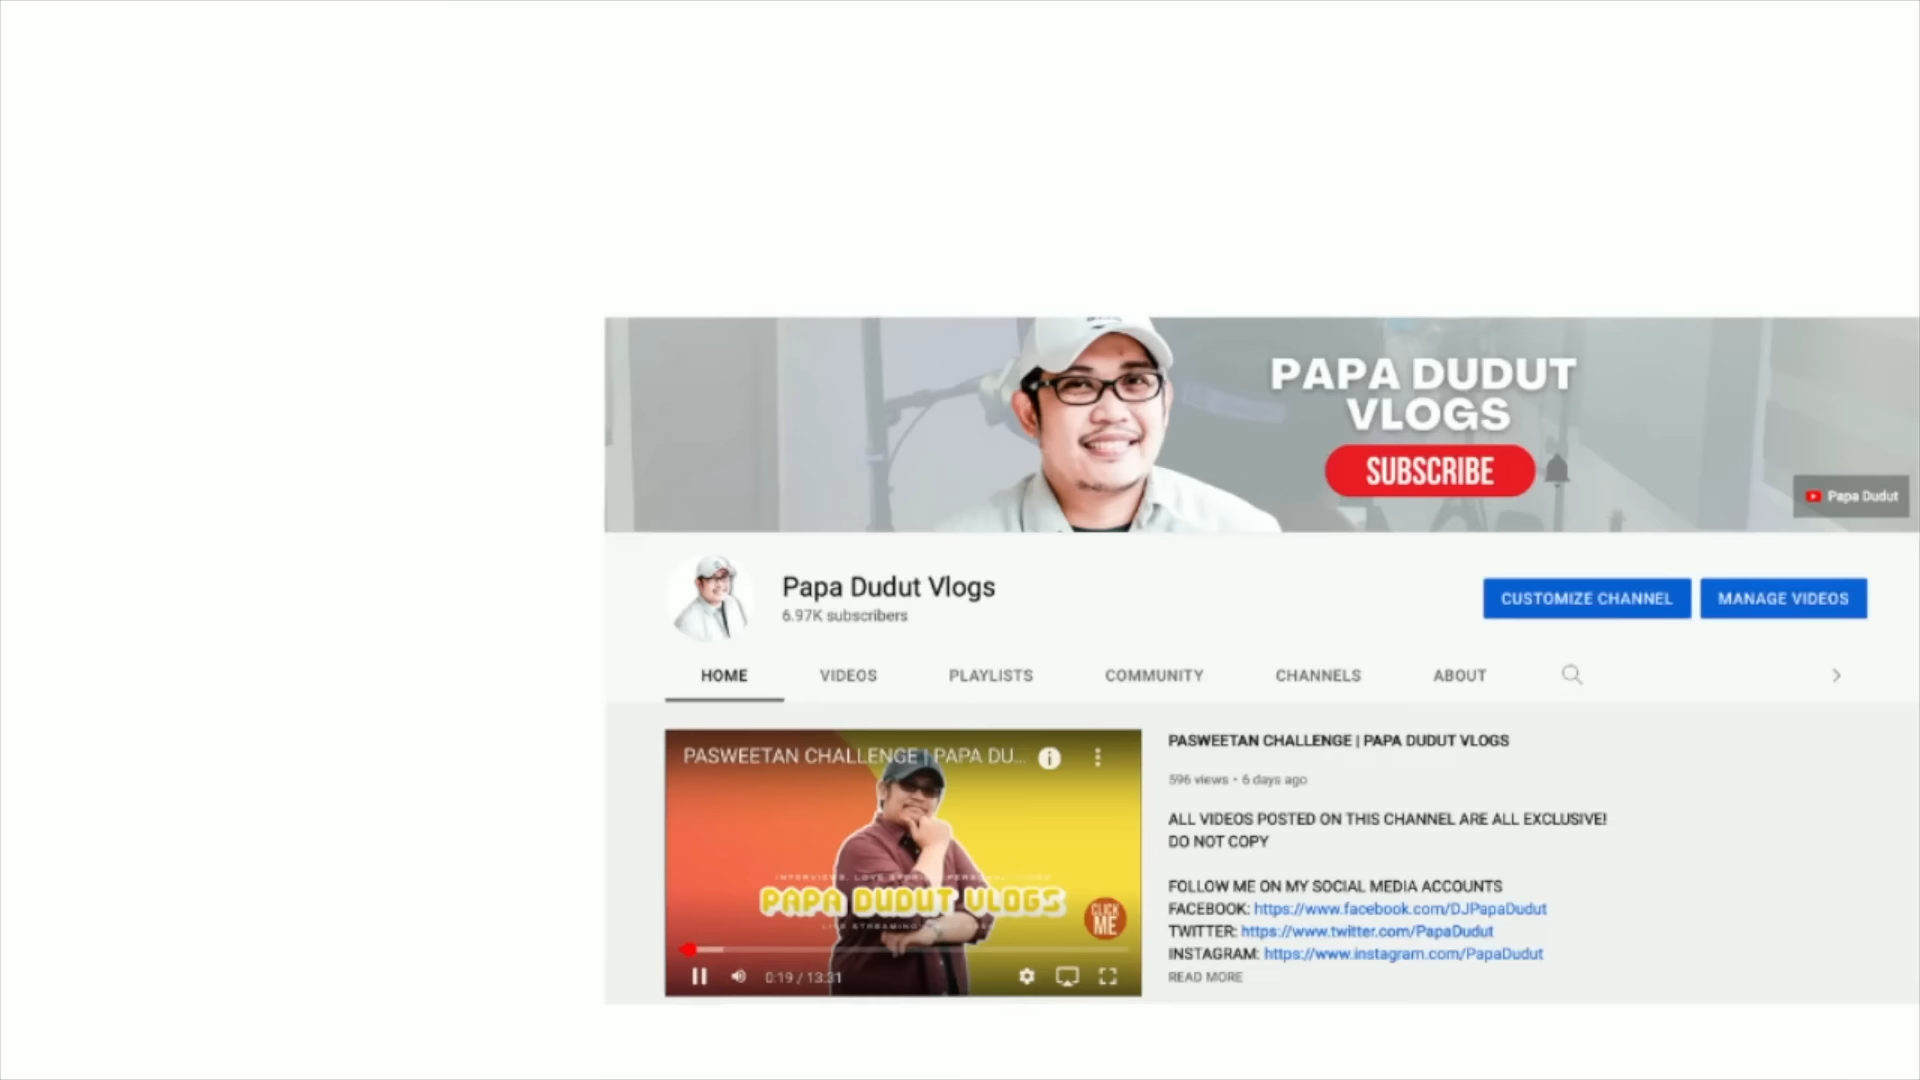 PAPA DUDUT
VLOGS
SUBSCRIBE
Papa Dudut
Papa Dudut Vlogs
6.97K subscribers
CUSTOMIZE CHANNEL
MANAGE VIDEOS
HOME
VIDEOS
PLAYLISTS
COMMUNITY
CHANNELS
ABOUT
PASWEETAN CHALLENGE | PAPA DU...
PAPA DUDUT VLOGS
CLICK
ME
0:19 / 13:31
PASWEETAN CHALLENGE | PAPA DUDUT VLOGS
596 views • 6 days ago
ALL VIDEOS POSTED ON THIS CHANNEL ARE ALL EXCLUSIVE!
DO NOT COPY
FOLLOW ME ON MY SOCIAL MEDIA ACCOUNTS
FACEBOOK: https://www.facebook.com/DJPapaDudut
TWITTER: https://www.twitter.com/PapaDudut
INSTAGRAM: https://www.instagram.com/PapaDudut
READ MORE